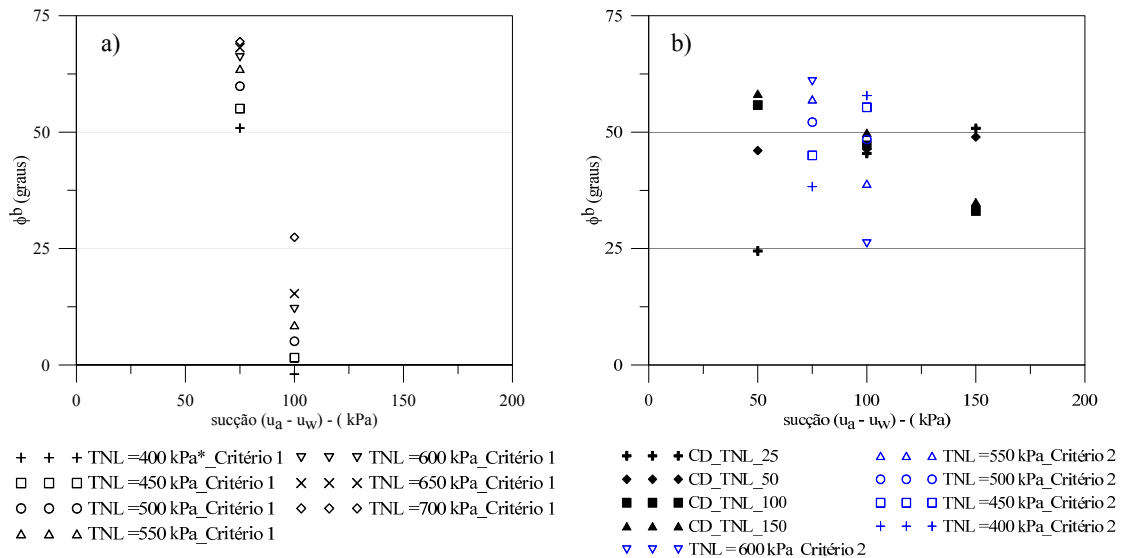 a)
75
50
25
0
ϕb (graus)
0 50 100 150 200
sucção (ua - uw) - ( kPa)
TNL =400 kPa*_Critério 1
TNL =450 kPa_Critério 1
TNL =500 kPa_Critério 1
TNL =550 kPa_Critério 1
TNL =600 kPa_Critério 1
TNL =650 kPa_Critério 1
TNL =700 kPa_Critério 1
b)
75
50
25
0
ϕb (graus)
0 50 100 150 200
sucção (ua - uw) - ( kPa)
CD_TNL_25
CD_TNL_50
CD_TNL_100
CD_TNL_150
TNL =600 kPa_Critério 2
TNL =550 kPa_Critério 2
TNL =500 kPa_Critério 2
TNL =450 kPa_Critério 2
TNL =400 kPa_Critério 2